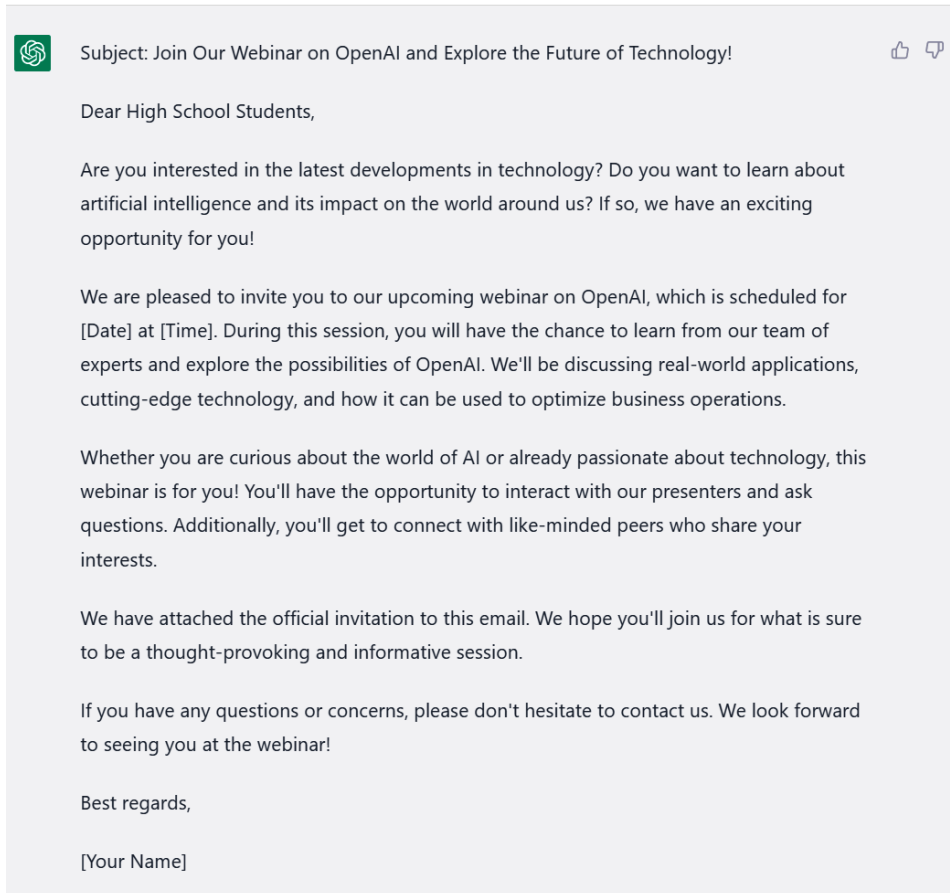 Subject: Join Our Webinar on OpenAI and Explore the Future of Technology!
Dear High School Students,
Are you interested in the latest developments in technology? Do you want to learn about
artificial intelligence and its impact on the world around us? If so, we have an exciting
opportunity for you!
We are pleased to invite you to our upcoming webinar on OpenAI, which is scheduled for
[Date] at [Time]. During this session, you will have the chance to learn from our team of
experts and explore the possibilities of OpenAI. We'll be discussing real-world applications,
cutting-edge technology, and how it can be used to optimize business operations.
Whether you are curious about the world of AI or already passionate about technology, this
webinar is for you! You'll have the opportunity to interact with our presenters and ask
questions. Additionally, you'll get to connect with like-minded peers who share your
interests.
We have attached the official invitation to this email. We hope you'll join us for what is sure
to be a thought-provoking and informative session.
If you have any questions or concerns, please don't hesitate to contact us. We look forward
to seeing you at the webinar!
Best regards,
[Your Name]